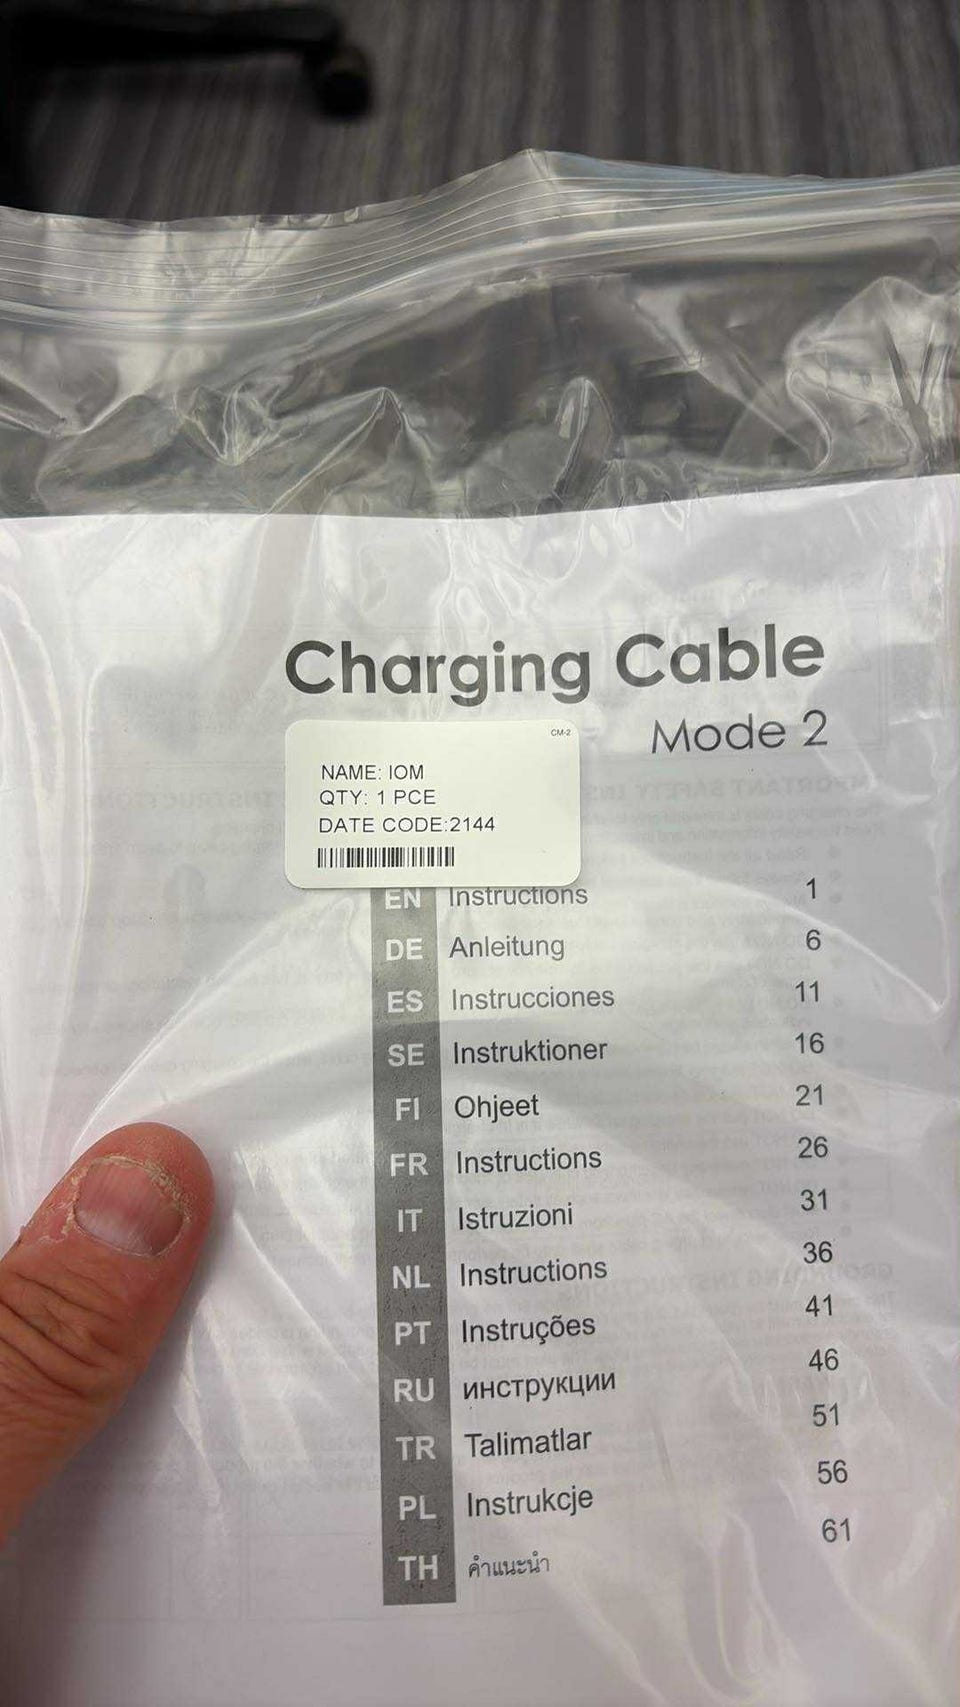 Charging Cable
Mode 2
CM-2
NAME: IOM
QTY: 1 PCE
DATE CODE:2144
EN Instructions 1
DE Anleitung 6
ES Instrucciones 11
SE Instruktioner 16
FI Ohjeet 21
FR Instructions 26
IT Istruzioni 31
NL Instructions 36
PT Instruções 41
RU инструкции 46
TR Talimatlar 51
PL Instrukcje 56
TH คำแนะนำ 61